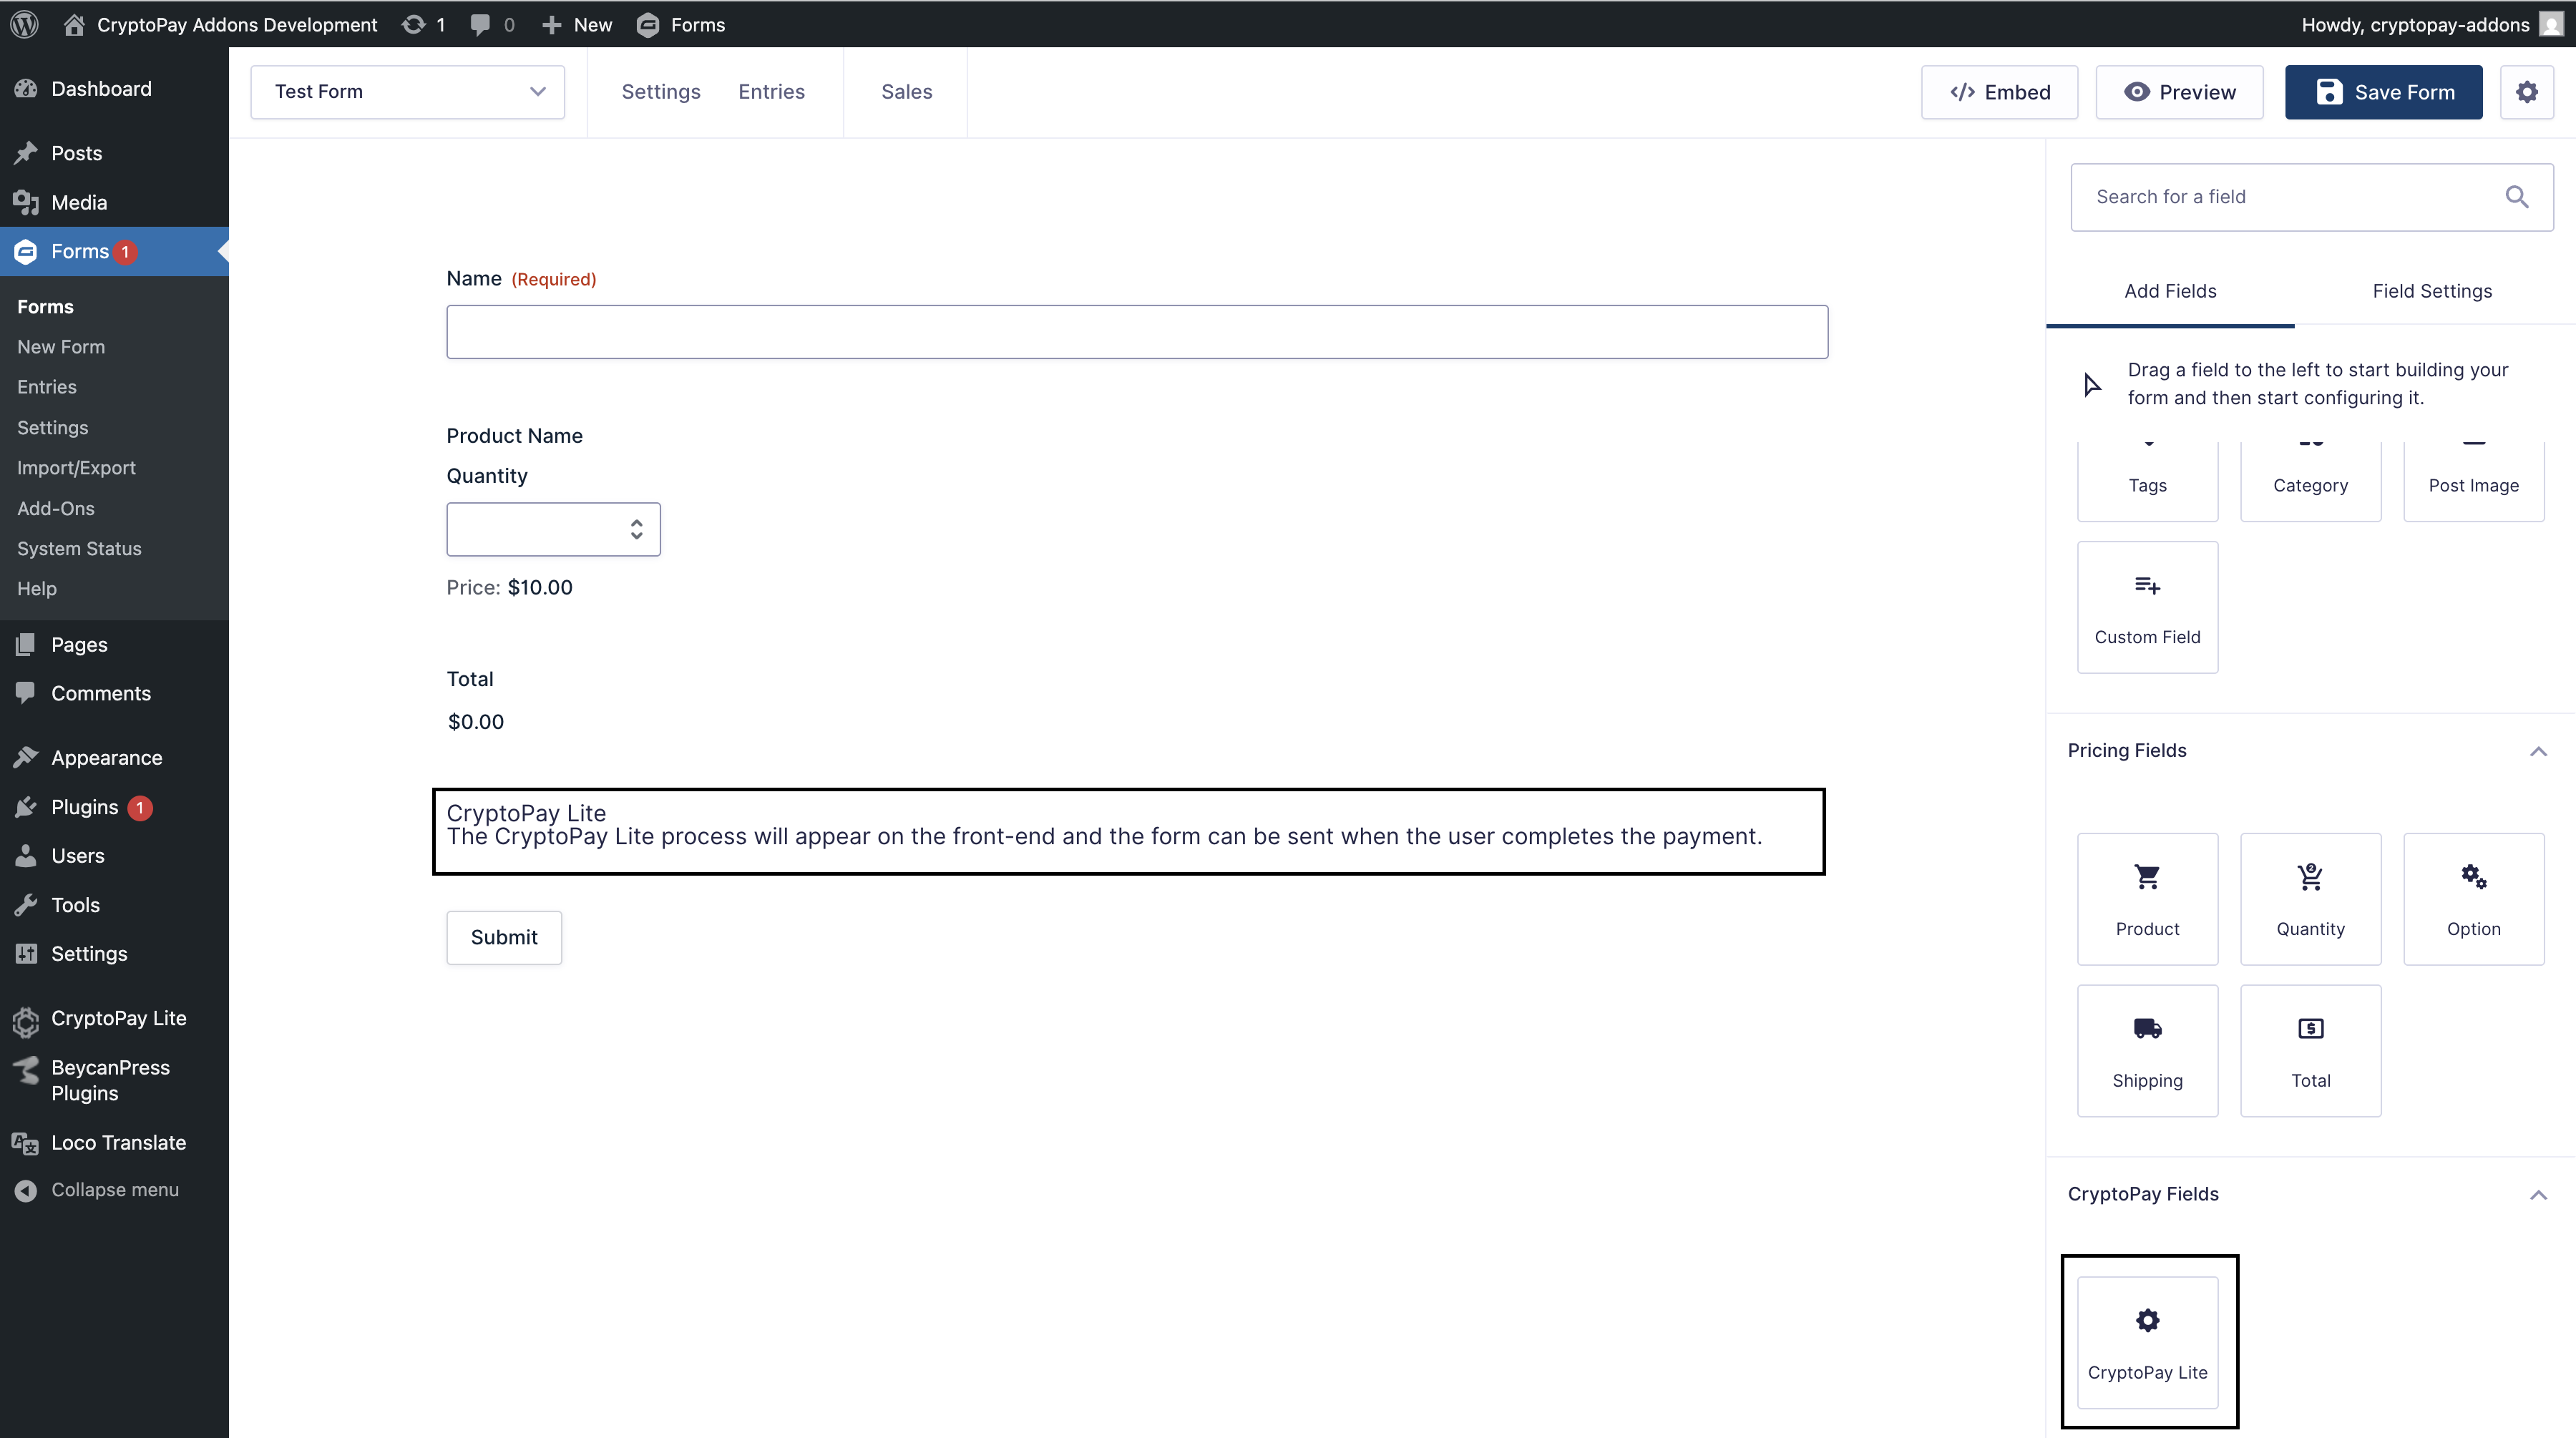 CryptoPay Addons Development 1 0 New Forms Howdy, cryptopay-addons
Dashboard
Posts
Media
Forms 1
Forms
New Form
Entries
Settings
Import/Export
Add-Ons
System Status
Help
Pages
Comments
Appearance
Plugins 1
Users
Tools
Settings
CryptoPay Lite
BeycanPress
Plugins
Loco Translate
Collapse menu
Test Form Settings Entries Sales </> Embed Preview Save Form
Name (Required)
Product Name
Quantity
Price: $10.00
Total
$0.00
CryptoPay Lite
The CryptoPay Lite process will appear on the front-end and the form can be sent when the user completes the payment.
Submit
Search for a field
Add Fields Field Settings
Drag a field to the left to start building your
form and then start configuring it.
Tags Category Post Image
Custom Field
Pricing Fields
Product Quantity Option
Shipping Total
CryptoPay Fields
CryptoPay Lite